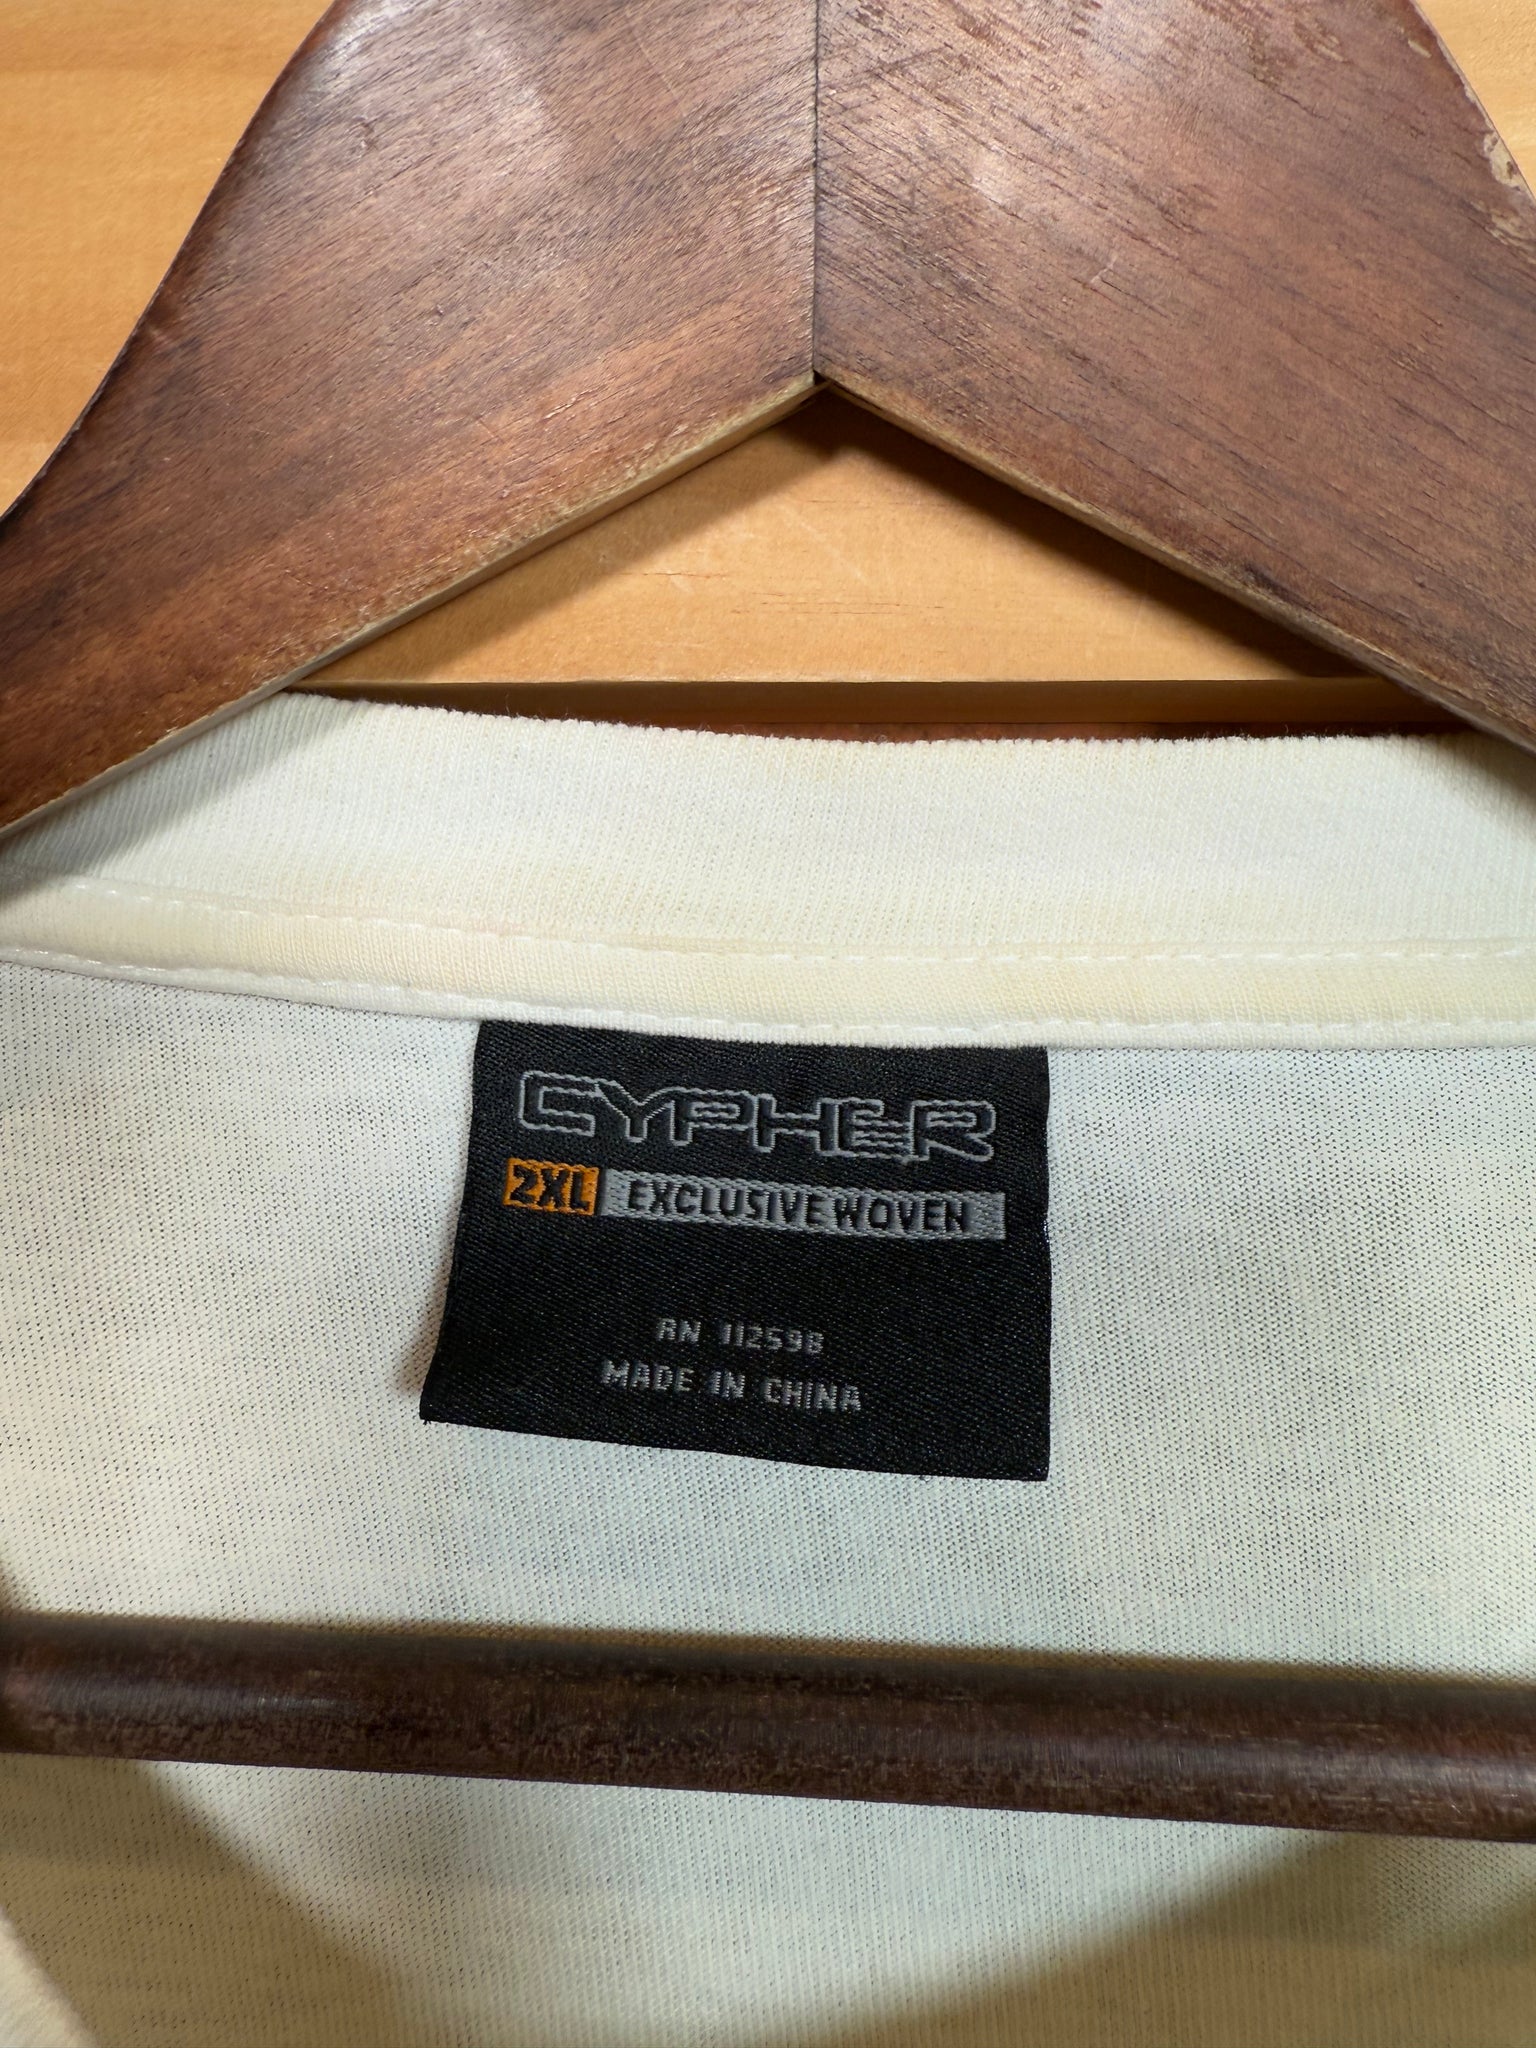 CYPHER
2XL EXCLUSIVE WOVEN
RN 112598
MADE IN CHINA